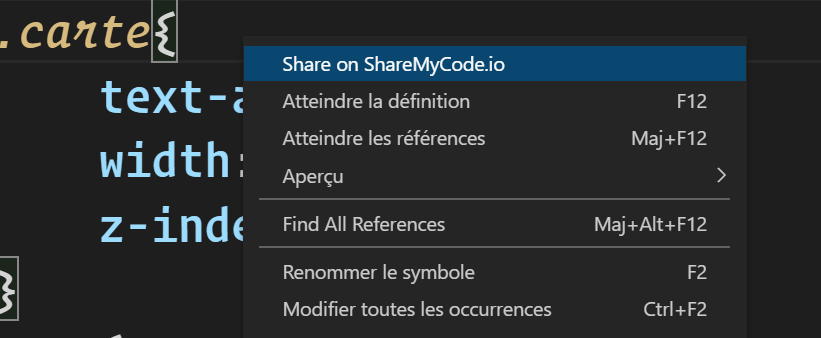 .carte{
text-a
width:
z-inde
}
Share on ShareMyCode.io
Atteindre la définition F12
Atteindre les références Maj+F12
Aperçu
Find All References Maj+Alt+F12
Renommer le symbole F2
Modifier toutes les occurrences Ctrl+F2